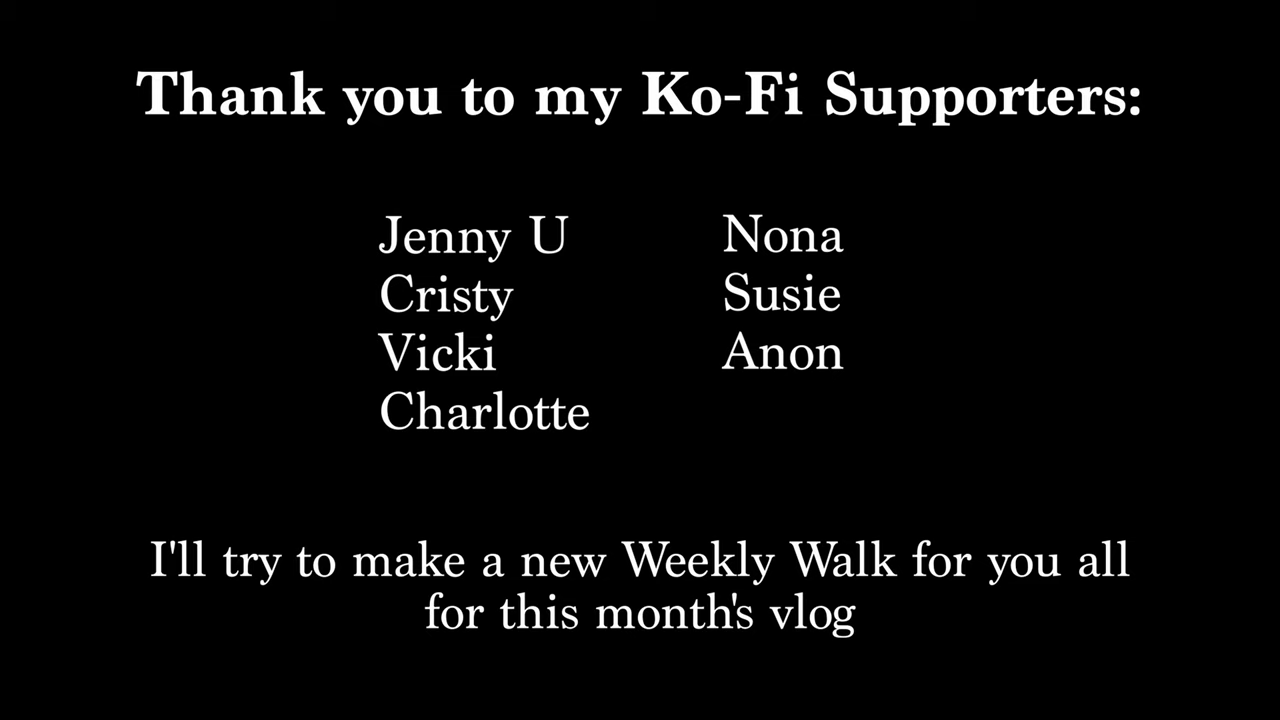 Thank you to my Ko-Fi Supporters:
Jenny U
Cristy
Vicki
Charlotte
Nona
Susie
Anon
I'll try to make a new Weekly Walk for you all
for this month's vlog